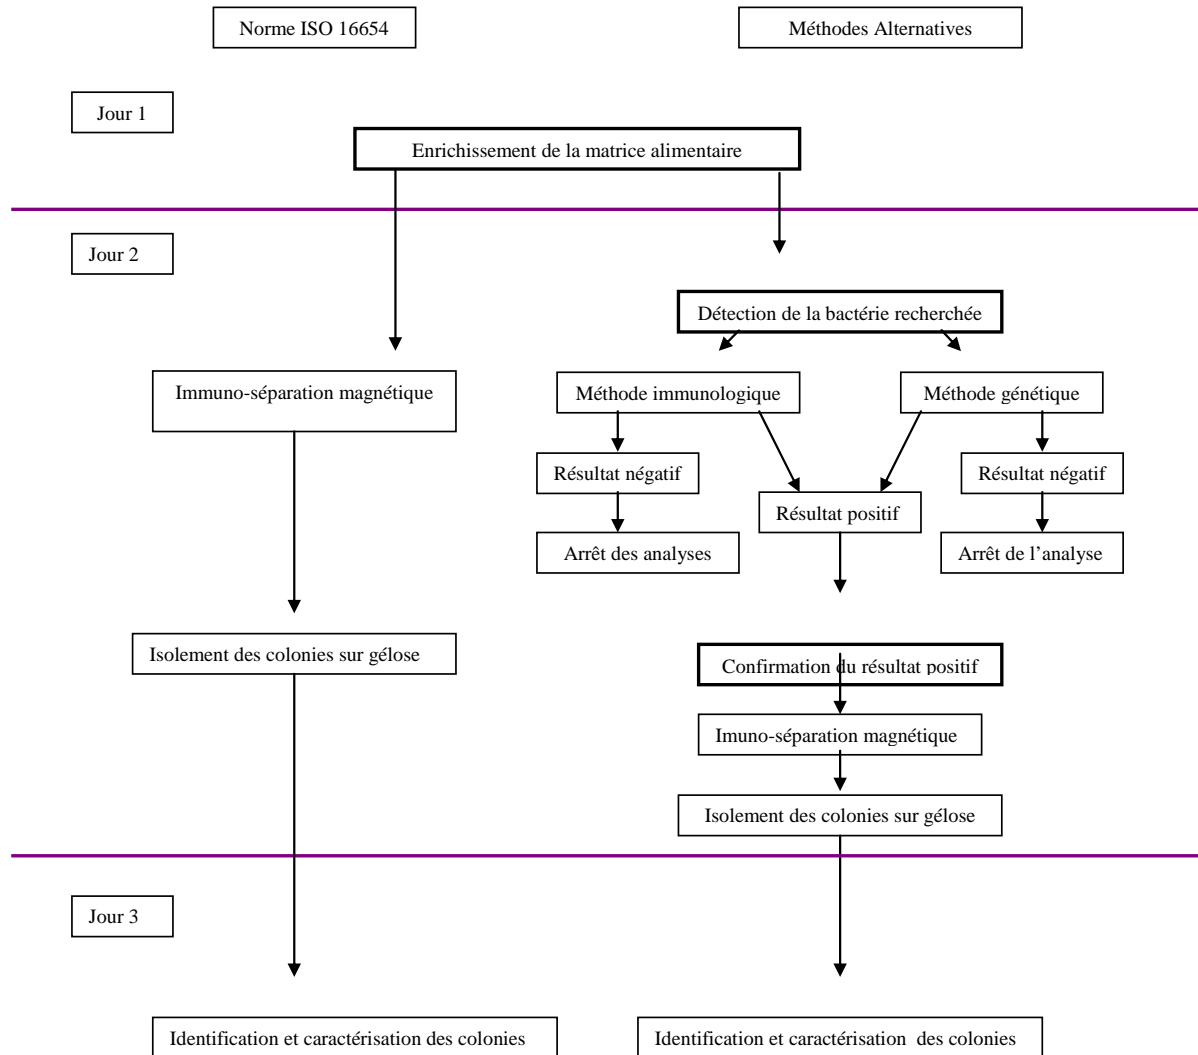 Norme ISO 16654
Méthodes Alternatives
Jour 1
Enrichissement de la matrice alimentaire
Jour 2
Détection de la bactérie recherchée
Immuno-séparation magnétique
Méthode immunologique
Méthode génétique
Résultat négatif
Résultat négatif
Résultat positif
Arrêt des analyses
Arrêt de l’analyse
Isolement des colonies sur gélose
Confirmation du résultat positif
Imuno-séparation magnétique
Isolement des colonies sur gélose
Jour 3
Identification et caractérisation des colonies
Identification et caractérisation des colonies